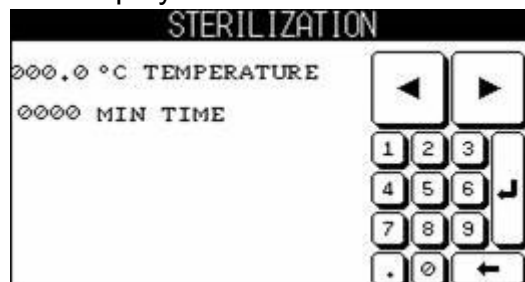 STERILIZATION
000.0 °C TEMPERATURE
0000 MIN TIME
1 2 3
4 5 6
7 8 9
. 0